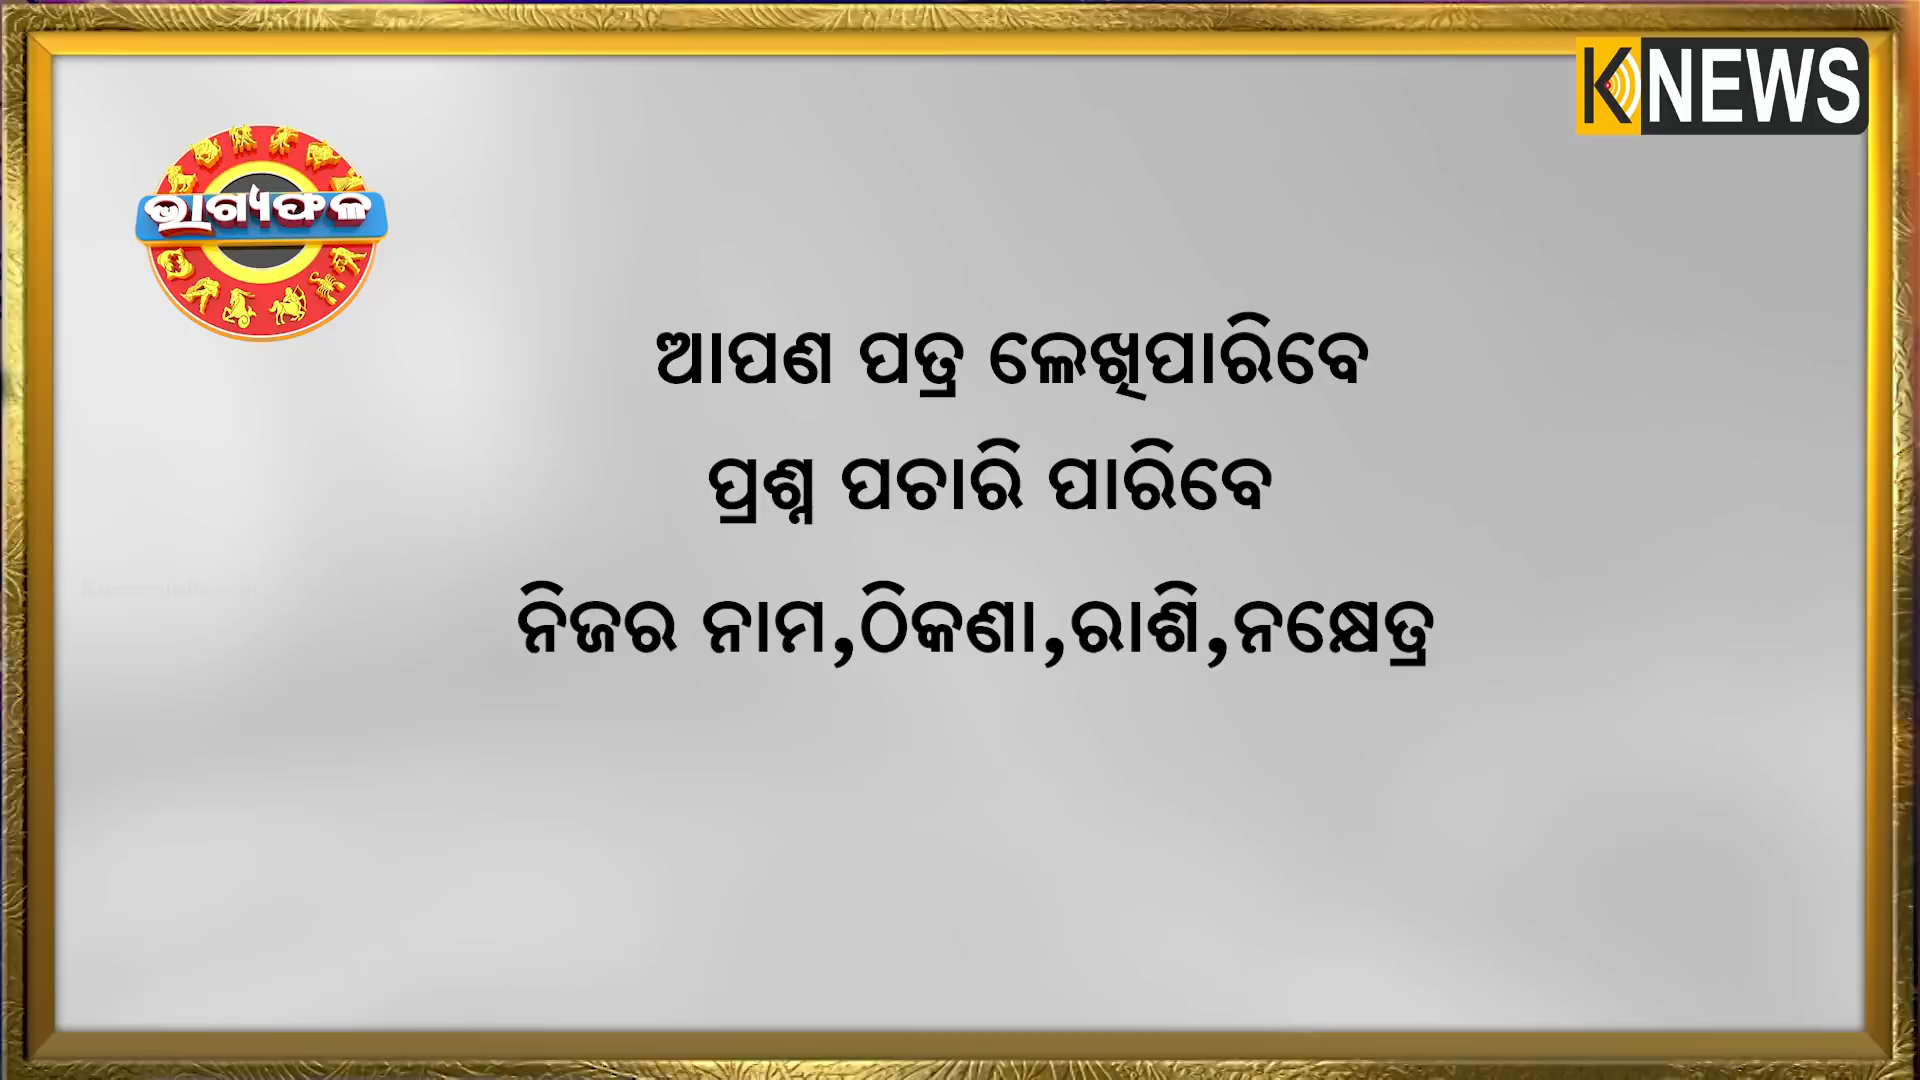 KNEWS
ଭାଗ୍ୟଫଳ
ଆପଣ ପତ୍ର ଲେଖିପାରିବେ
ପ୍ରଶ୍ନ ପଚାରି ପାରିବେ
ନିଜର ନାମ,ଠିକଣା,ରାଶି,ନକ୍ଷେତ୍ର